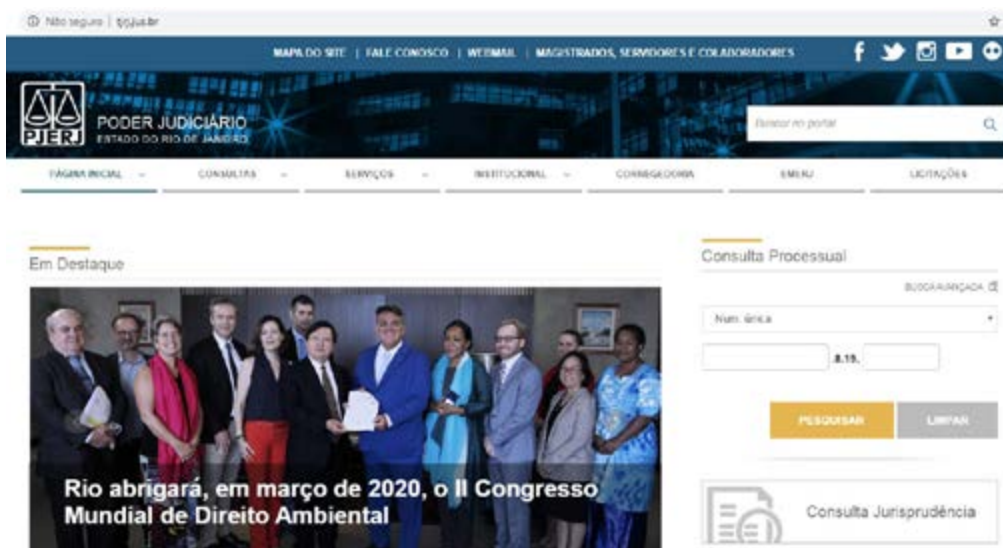 Não seguro | tjrj.jus.br
MAPA DO SITE | FALE CONOSCO | WEBMAIL | MAGISTRADOS, SERVIDORES E COLABORADORES
PJERJ
PODER JUDICIÁRIO
ESTADO DO RIO DE JANEIRO
Buscar no portal
PÁGINA INICIAL CONSULTAS SERVIÇOS INSTITUCIONAL CORREGEDORIA EMERJ LICITAÇÕES
Em Destaque
Rio abrigará, em março de 2020, o II Congresso
Mundial de Direito Ambiental
Consulta Processual
BUSCA AVANÇADA
Num. única
.8.19.
PESQUISAR LIMPAR
Consulta Jurisprudência